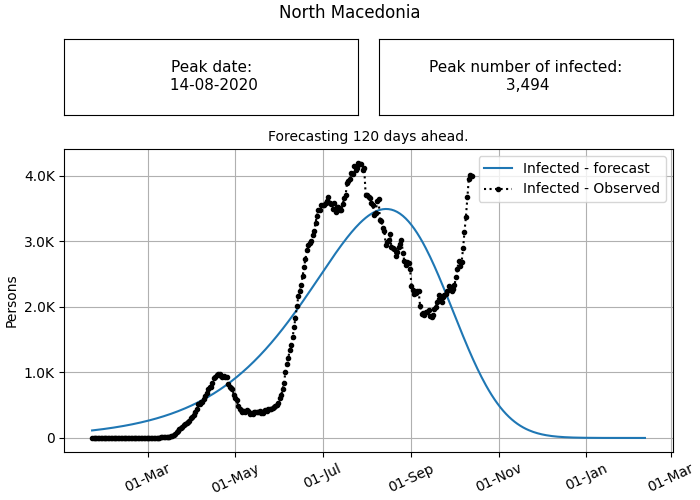 North Macedonia
Peak date:
14-08-2020
Peak number of infected:
3,494
Forecasting 120 days ahead.
Infected - forecast
Infected - Observed
4.0K
3.0K
2.0K
1.0K
0
Persons
01-Mar
01-May
01-Jul
01-Sep
01-Nov
01-Jan
01-Mar